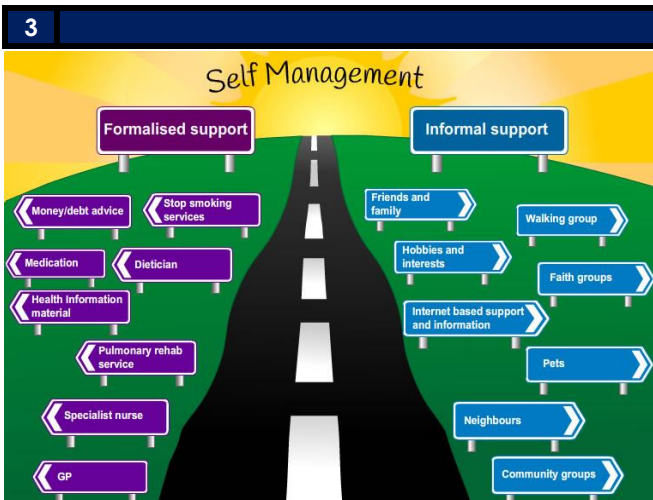 3
Self Management
Formalised support
Informal support
Money/debt advice
Stop smoking
services
Medication
Dietician
Health Information
material
Pulmonary rehab
service
Specialist nurse
GP
Friends and
family
Walking group
Hobbies and
interests
Faith groups
Internet based support
and information
Pets
Neighbours
Community groups